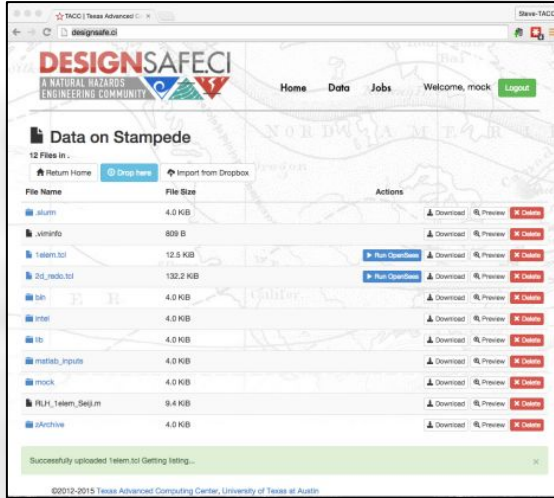 TACC | Texas Advanced C
Steve-TACC
designsafe.ci
DESIGNSAFE.CI
A NATURAL HAZARDS
ENGINEERING COMMUNITY
Home Data Jobs Welcome, mock Logout
Data on Stampede
12 Files in .
Return Home Drop here Import from Dropbox
File Name File Size Actions
.slurm 4.0 KiB Download Preview Delete
.viminfo 809 B Download Preview Delete
1elem.tcl 12.5 KiB Run OpenSees Download Preview Delete
2d_redo.tcl 132.2 KiB Run OpenSees Download Preview Delete
bin 4.0 KiB Download Preview Delete
intel 4.0 KiB Download Preview Delete
lib 4.0 KiB Download Preview Delete
matlab_inputs 4.0 KiB Download Preview Delete
mock 4.0 KiB Download Preview Delete
RLH_1elem_Seiji.m 9.4 KiB Download Preview Delete
zArchive 4.0 KiB Download Preview Delete
Successfully uploaded 1elem.tcl Getting listing...
©2012-2015 Texas Advanced Computing Center, University of Texas at Austin